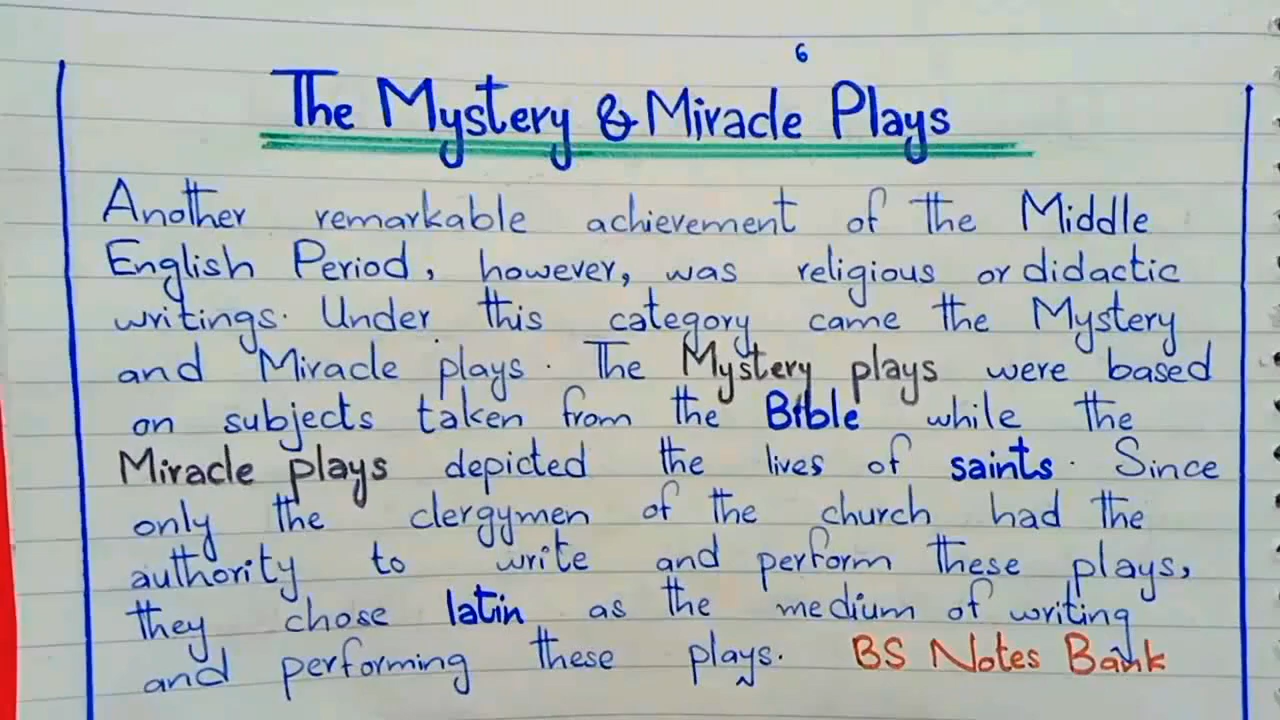 6
The Mystery & Miracle Plays
Another remarkable achievement of the Middle
English Period, however, was religious or didactic
writings. Under this category came the Mystery
and Miracle plays. The Mystery plays were based
on subjects taken from the Bible while the
Miracle plays depicted the lives of saints. Since
only the clergymen of the church had the
authority to write and perform these plays,
they chose latin as the medium of writing
and performing these plays. BS Notes Bank